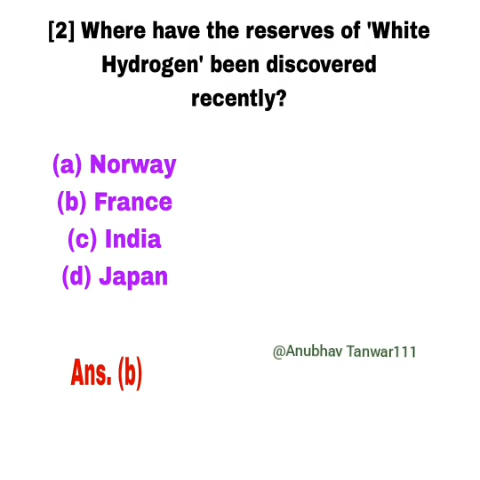 [2] Where have the reserves of 'White
Hydrogen' been discovered
recently?
(a) Norway
(b) France
(c) India
(d) Japan
@Anubhav Tanwar111
Ans. (b)